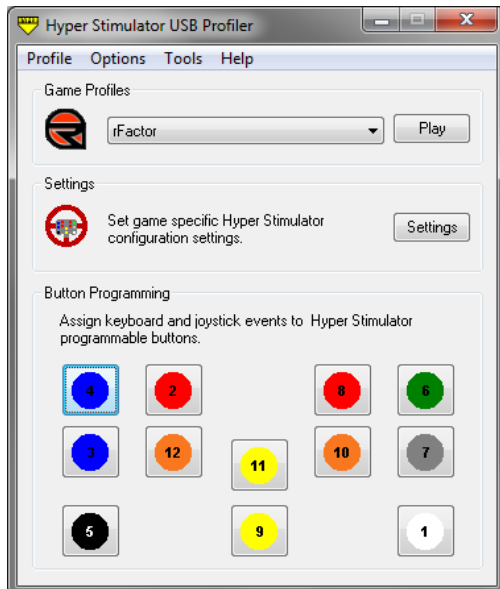 Hyper Stimulator USB Profiler
Profile Options Tools Help
Game Profiles
rFactor
Play
Settings
Set game specific Hyper Stimulator
configuration settings.
Settings
Button Programming
Assign keyboard and joystick events to Hyper Stimulator
programmable buttons.
4 2 8 6
3 12 11 10 7
5 9 1